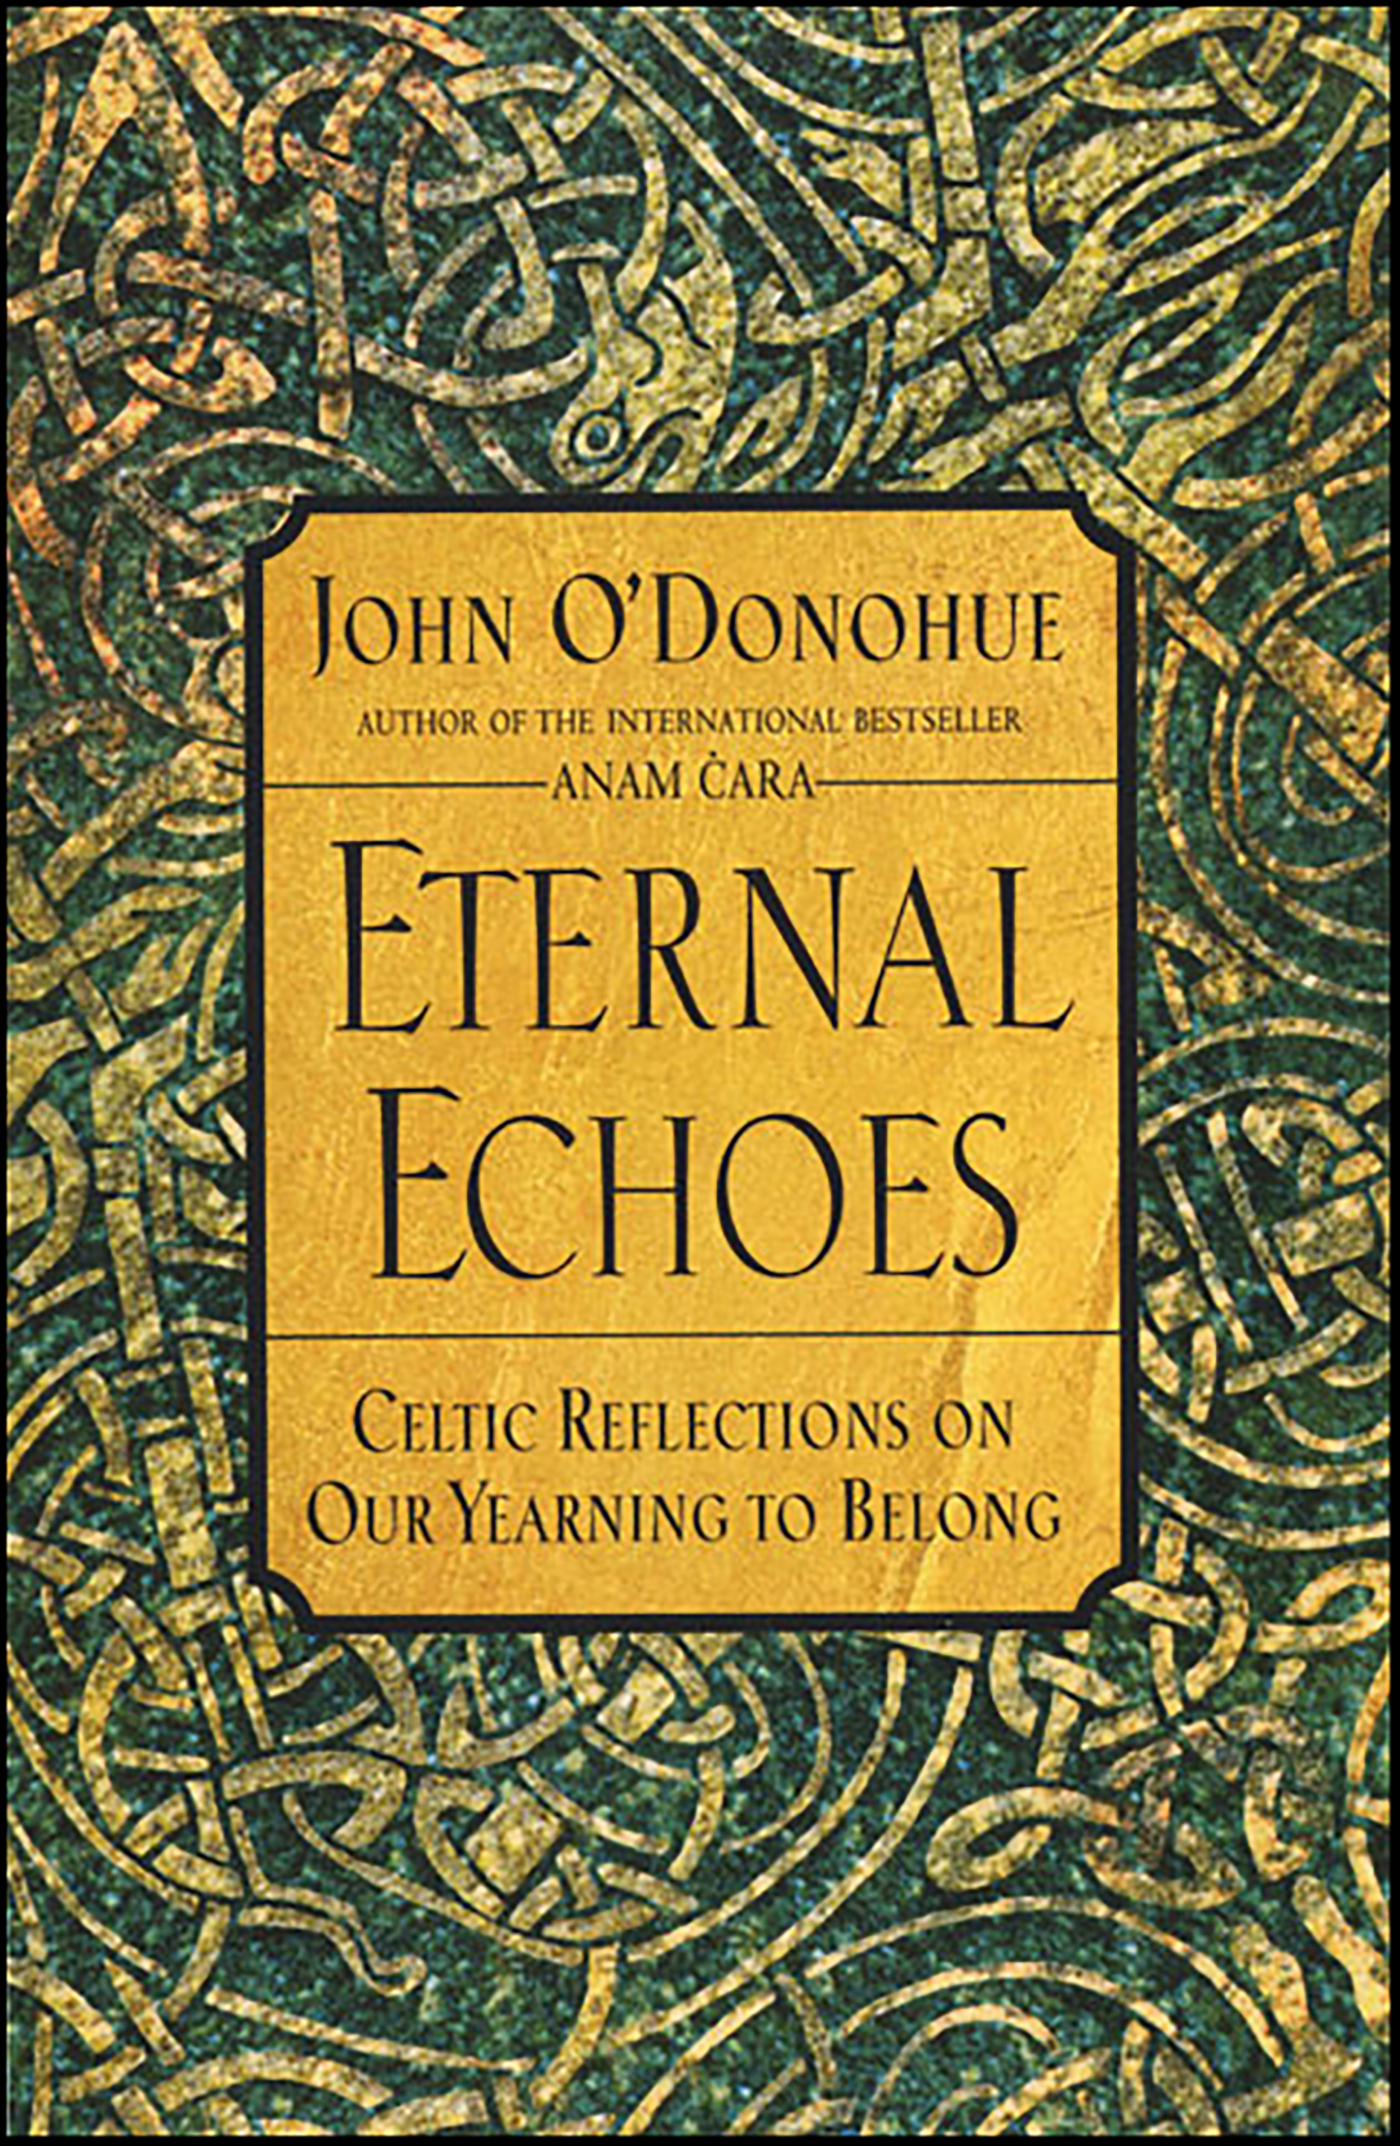 JOHN O'DONOHUE
AUTHOR OF THE INTERNATIONAL BESTSELLER
ANAM ĊARA
ETERNAL
ECHOES
CELTIC REFLECTIONS ON
OUR YEARNING TO BELONG